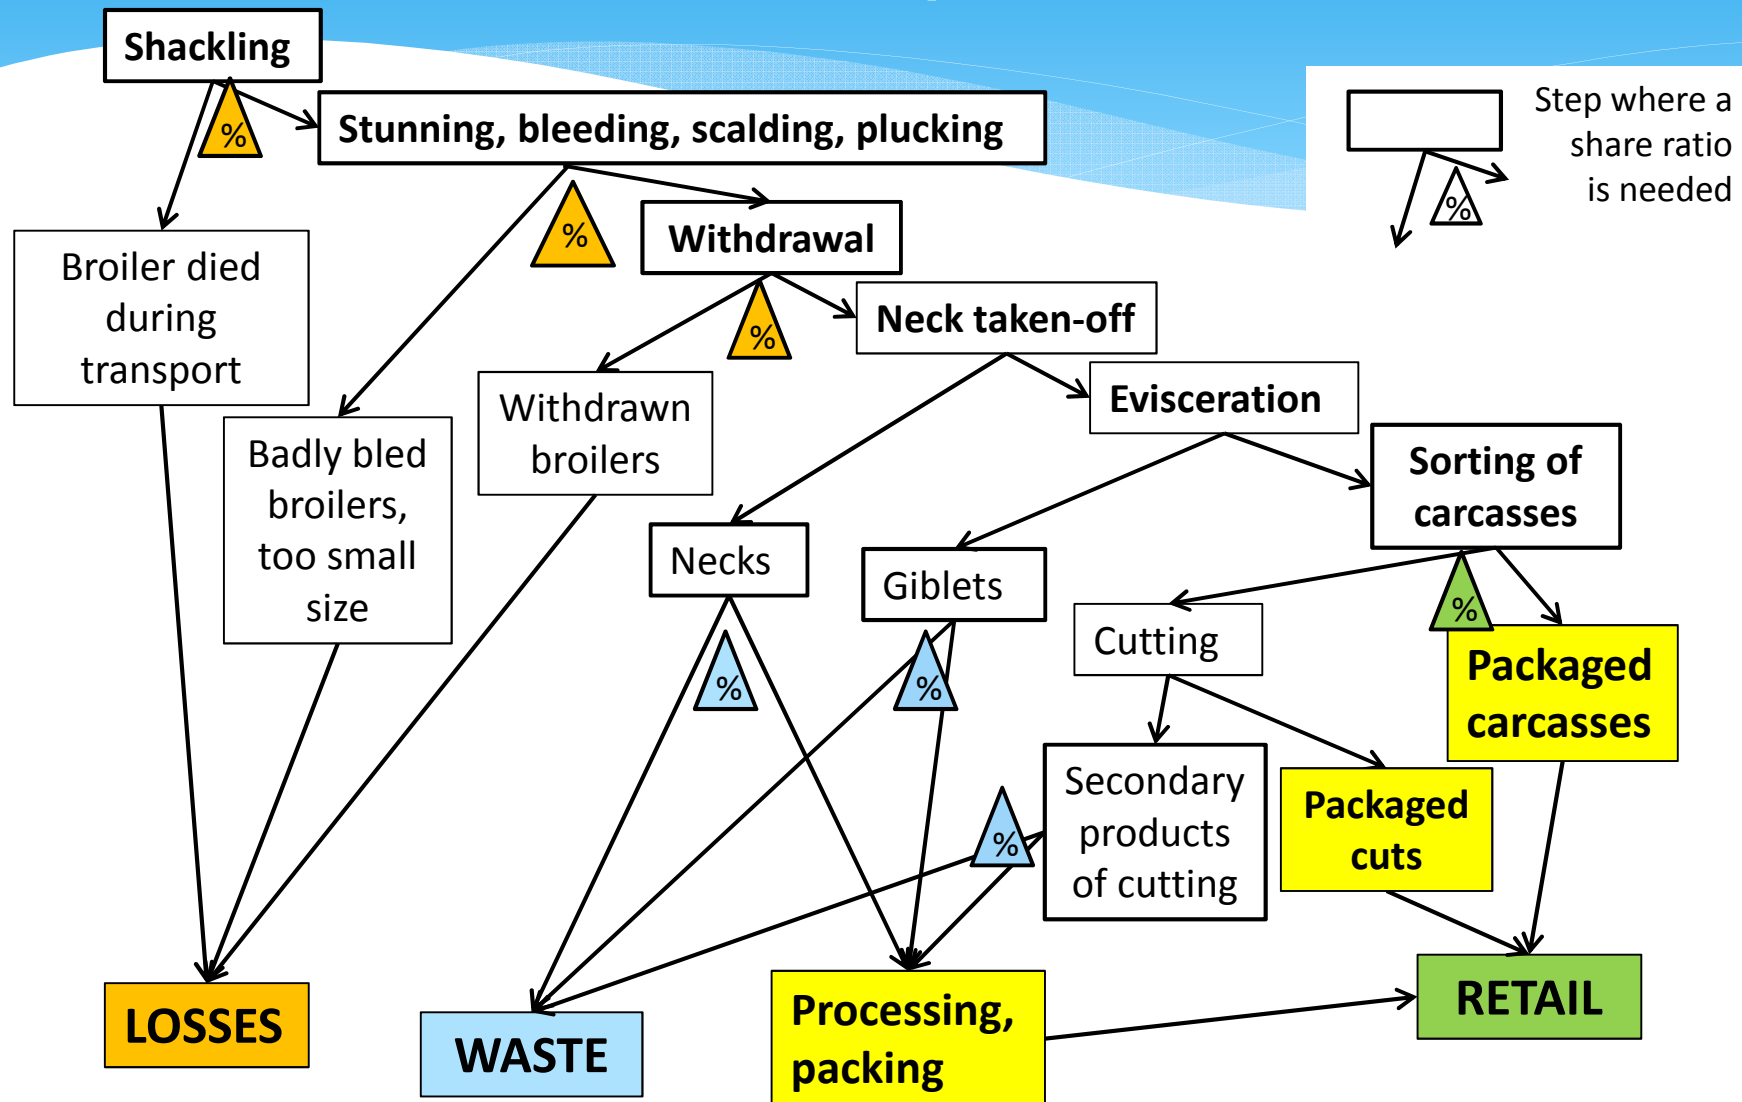 Shackling
%
Stunning, bleeding, scalding, plucking
Step where a
share ratio
is needed
%
%
Withdrawal
Broiler died
during
transport
%
Neck taken-off
Withdrawn
broilers
Evisceration
Badly bled
broilers,
too small
size
Sorting of
carcasses
Necks
Giblets
%
Cutting
%
%
Packaged
carcasses
Secondary
products
of cutting
%
Packaged
cuts
LOSSES
WASTE
Processing,
packing
RETAIL